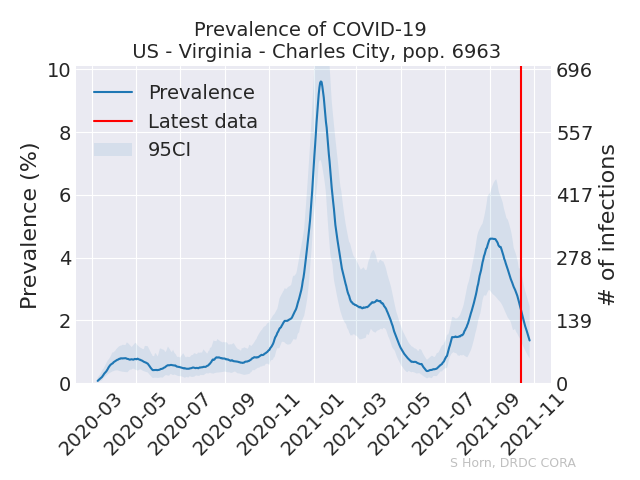 Prevalence of COVID-19
US - Virginia - Charles City, pop. 6963
Prevalence
Latest data
95CI
Prevalence (%)
10
8
6
4
2
0
696
557
417
278
139
0
# of infections
2020-03
2020-05
2020-07
2020-09
2020-11
2021-01
2021-03
2021-05
2021-07
2021-09
2021-11
S Horn, DRDC CORA